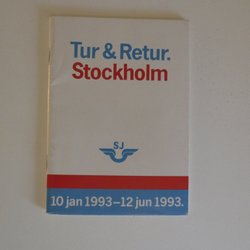 Tur & Retur.
Stockholm
SJ
10 jan 1993–12 jun 1993.